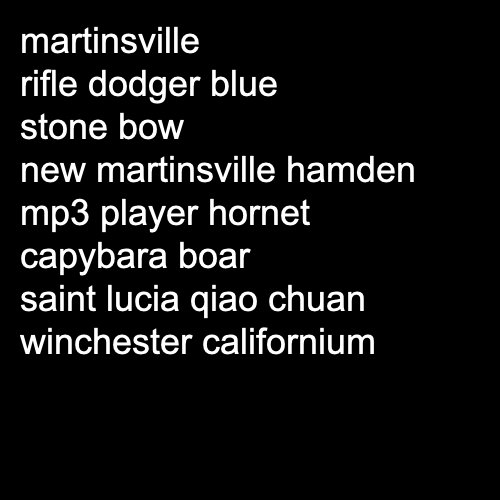 martinsville
rifle dodger blue
stone bow
new martinsville hamden
mp3 player hornet
capybara boar
saint lucia qiao chuan
winchester californium